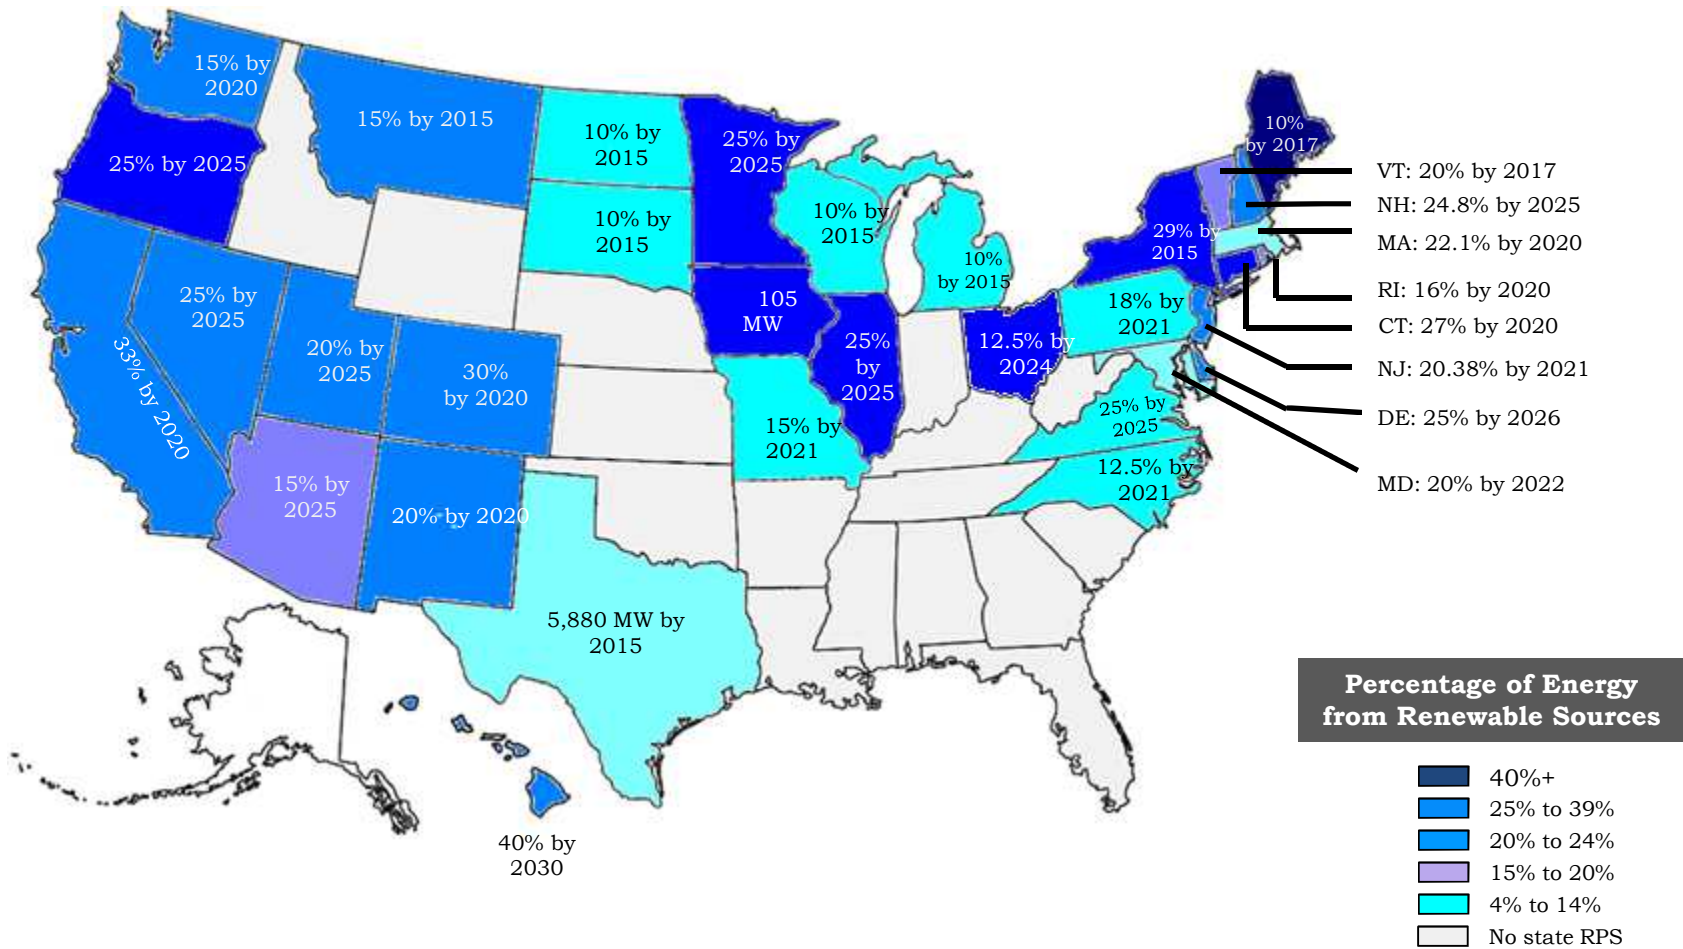 15% by
2020
15% by 2015
10% by
2015
25% by
2025
10%
by 2017
25% by 2025
10% by
2015
10% by
2015
10%
by 2015
29% by
2015
VT: 20% by 2017
NH: 24.8% by 2025
MA: 22.1% by 2020
RI: 16% by 2020
CT: 27% by 2020
NJ: 20.38% by 2021
DE: 25% by 2026
MD: 20% by 2022
33% by 2020
25% by
2025
20% by
2025
30%
by 2020
105
MW
25%
by
2025
12.5% by
2024
18% by
2021
15% by
2021
25% by
2025
12.5% by
2021
15% by
2025
20% by 2020
5,880 MW by
2015
40% by
2030
Percentage of Energy
from Renewable Sources
40%+
25% to 39%
20% to 24%
15% to 20%
4% to 14%
No state RPS